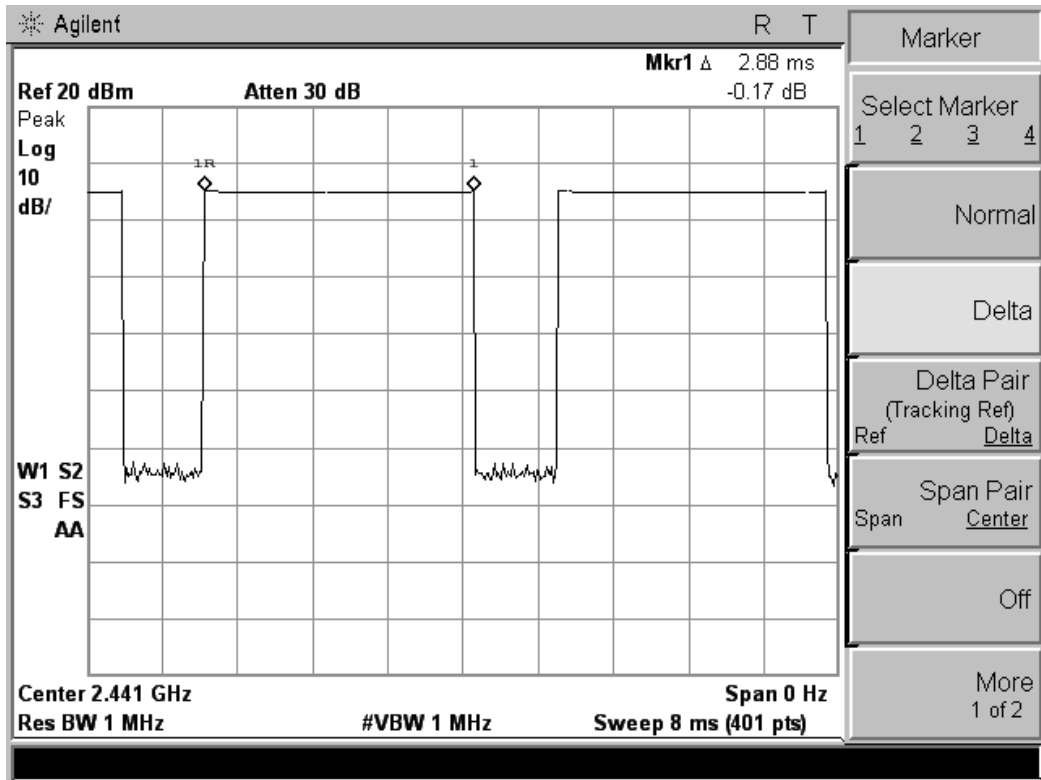 Agilent R T
Mkr1 Δ 2.88 ms
Ref 20 dBm Atten 30 dB -0.17 dB
Peak
Log
10
dB/
1R 1
W1 S2
S3 FS
AA
Center 2.441 GHz Span 0 Hz
Res BW 1 MHz #VBW 1 MHz Sweep 8 ms (401 pts)
Marker
Select Marker
1 2 3 4
Normal
Delta
Delta Pair
(Tracking Ref)
Ref Delta
Span Pair
Span Center
Off
More
1 of 2